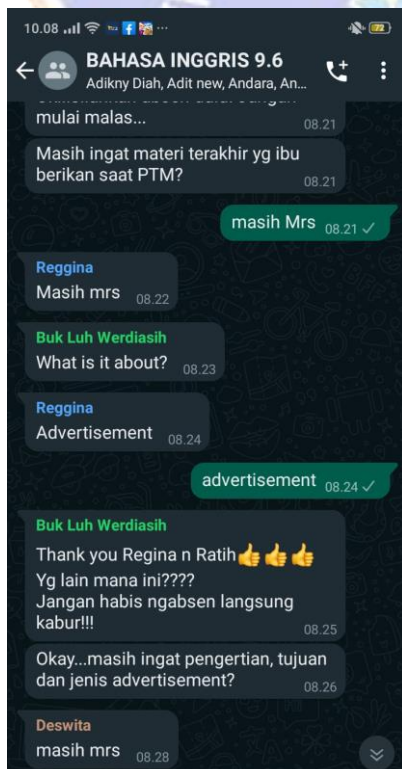 10.08
72
BAHASA INGGRIS 9.6
Adikny Diah, Adit new, Andara, An...
mulai malas...
08.21
Masih ingat materi terakhir yg ibu
berikan saat PTM?
08.21
masih Mrs 08.21
Reggina
Masih mrs 08.22
Buk Luh Werdiasih
What is it about? 08.23
Reggina
Advertisement 08.24
advertisement 08.24
Buk Luh Werdiasih
Thank you Regina n Ratih👍👍👍
Yg lain mana ini????
Jangan habis ngabsen langsung
kabur!!!
08.25
Okay...masih ingat pengertian, tujuan
dan jenis advertisement?
08.26
Deswita
masih mrs 08.28